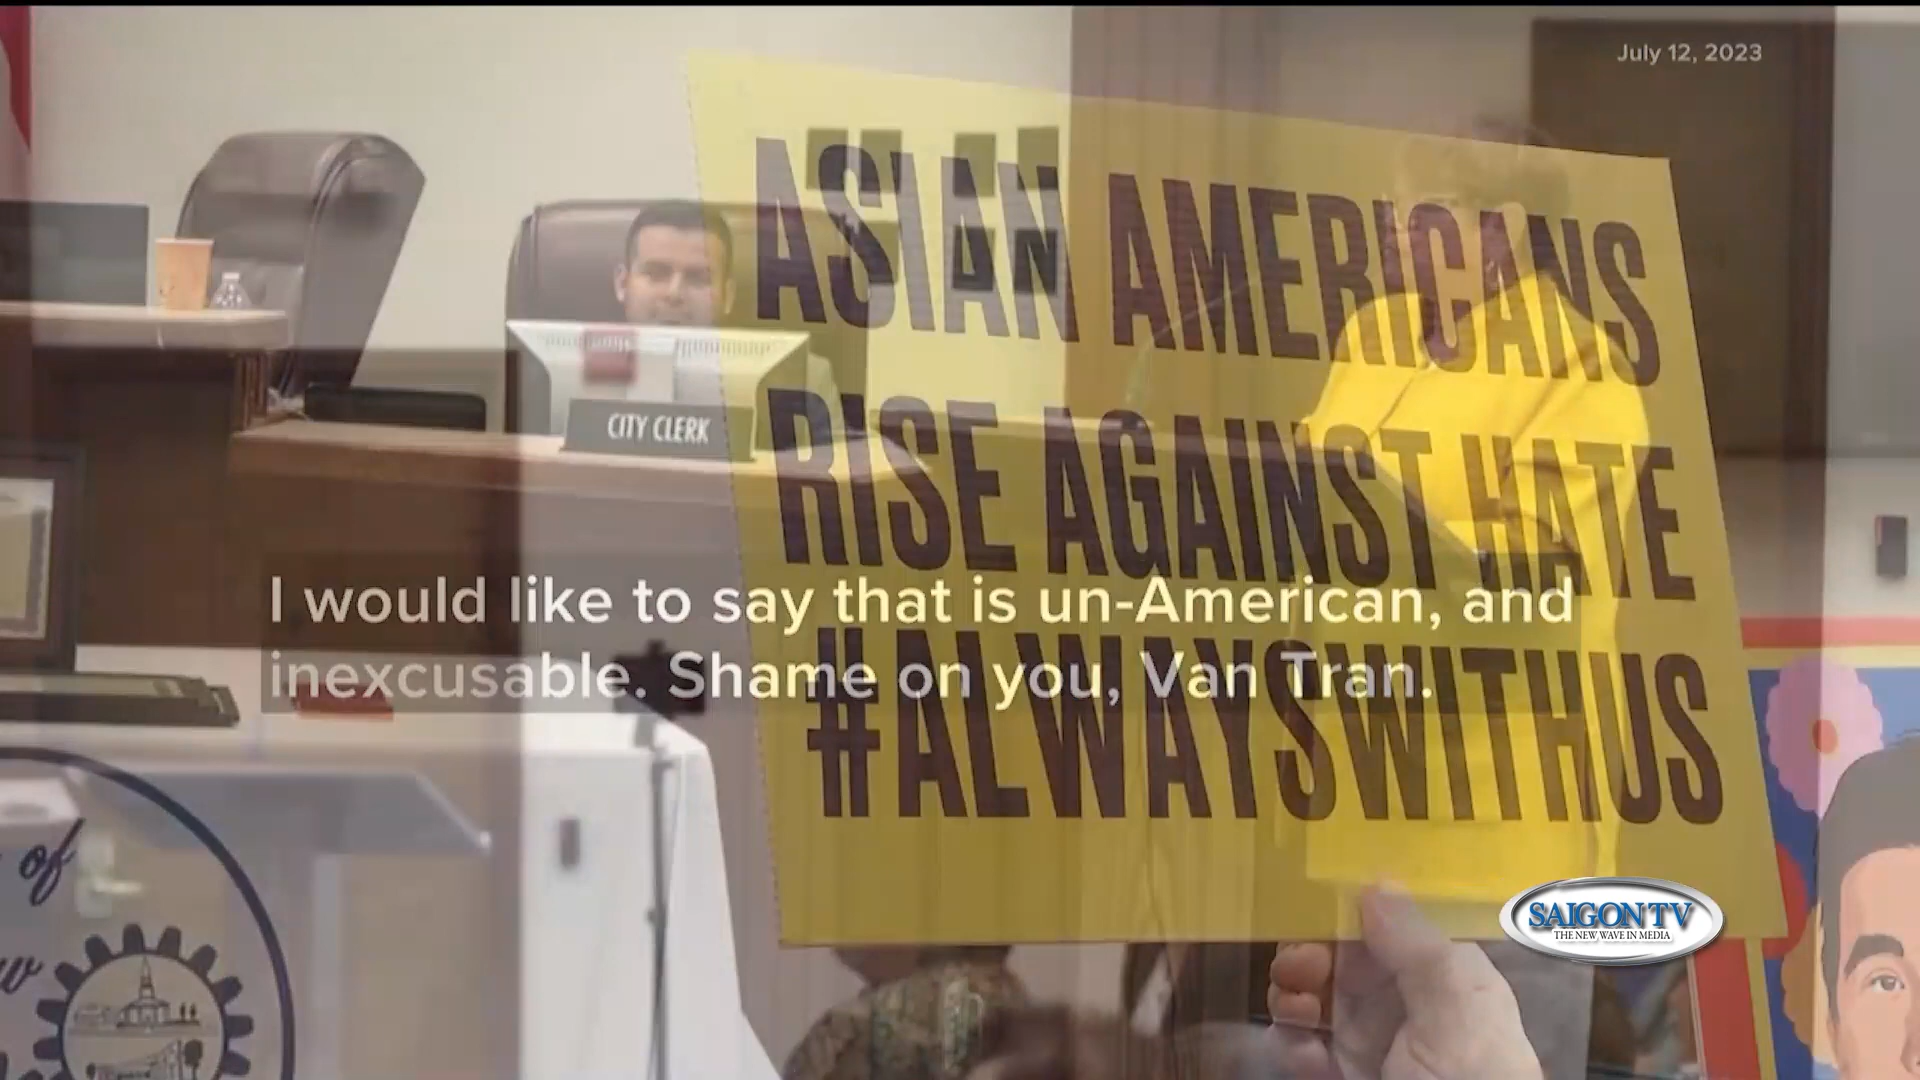 July 12, 2023
ASIAN AMERICANS
RISE AGAINST HATE
#ALWAYSWITHUS
CITY CLERK
I would like to say that is un-American, and
inexcusable. Shame on you, Van Tran.
of
SAIGON TV
THE NEW WAVE IN MEDIA